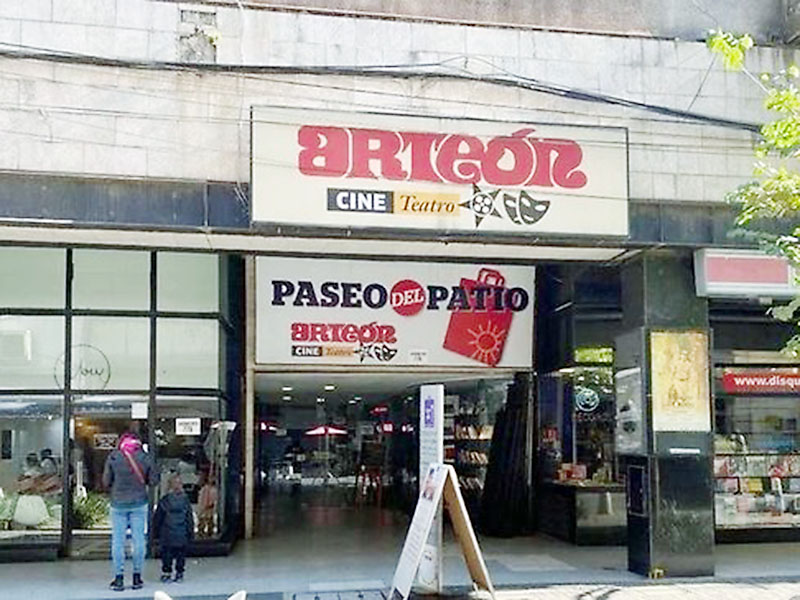 ARTEÓN
CINE Teatro
PASEO DEL PATIO
ARTEÓN
CINE Teatro
www.disqu